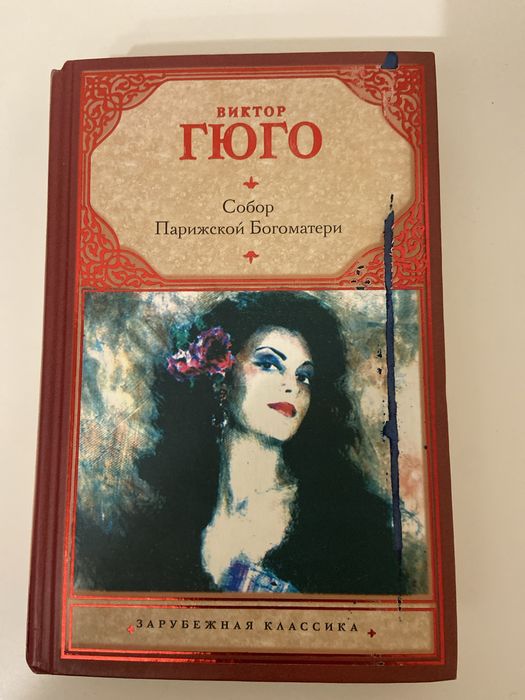 ВИКТОР
ГЮГО
Собор
Парижской Богоматери
ЗАРУБЕЖНАЯ КЛАССИКА